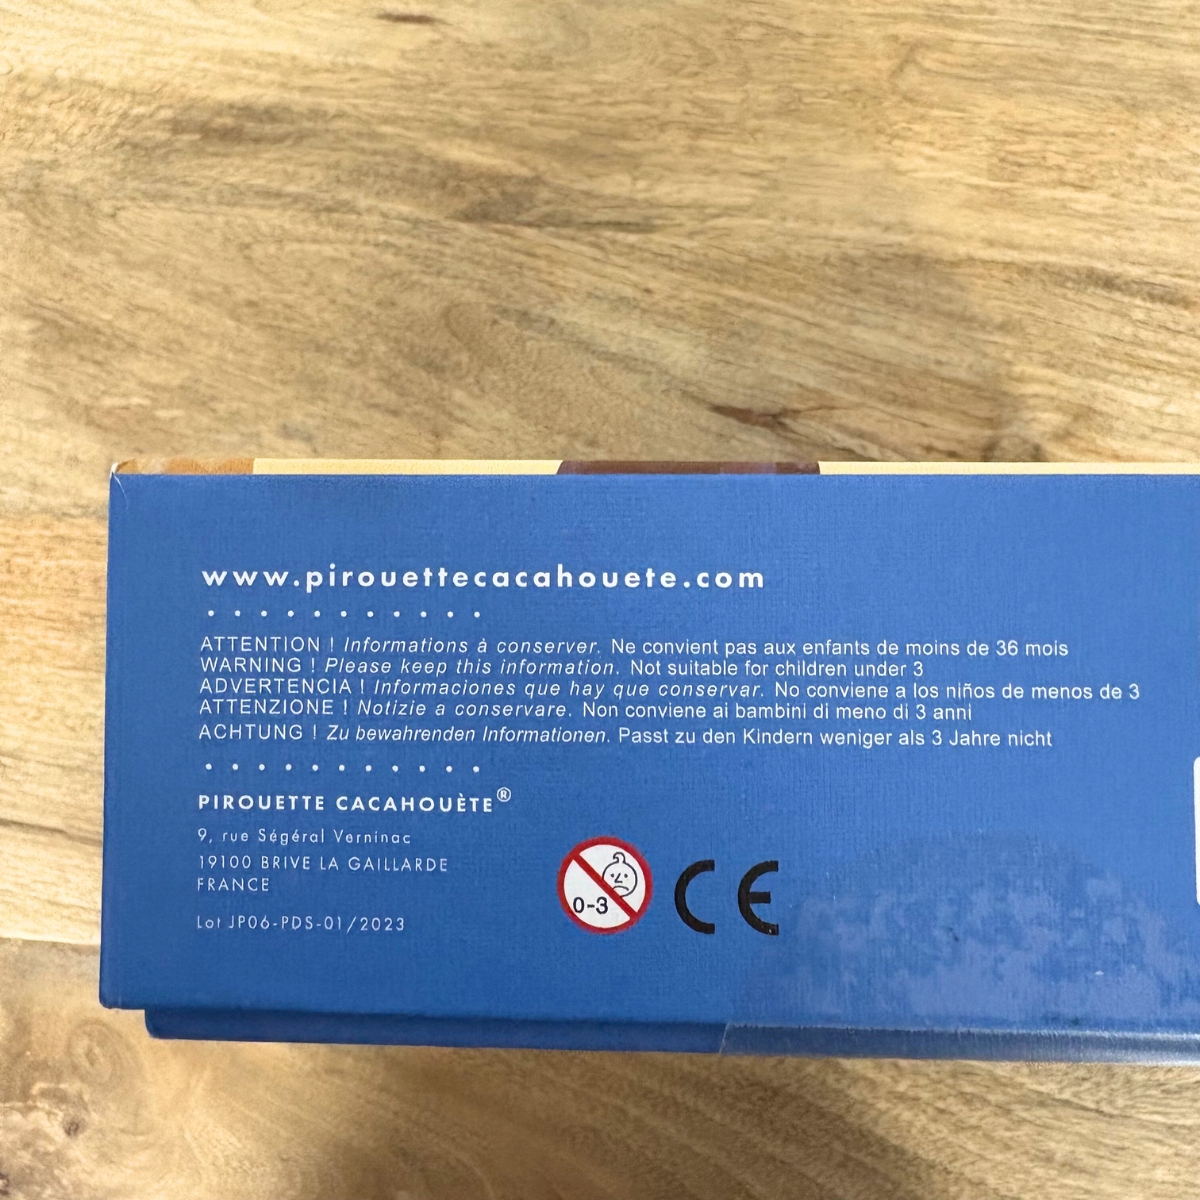 www.pirouettecacahouete.com
ATTENTION ! Informations à conserver. Ne convient pas aux enfants de moins de 36 mois
WARNING ! Please keep this information. Not suitable for children under 3
ADVERTENCIA ! Informaciones que hay que conservar. No conviene a los niños de menos de 3
ATTENZIONE ! Notizie a conservare. Non conviene ai bambini di meno di 3 anni
ACHTUNG ! Zu bewahrenden Informationen. Passt zu den Kindern weniger als 3 Jahre nicht
PIROUETTE CACAHOUÈTE®
9, rue Ségéral Verninac
19100 BRIVE LA GAILLARDE
FRANCE
Lot JP06-PDS-01/2023
0-3
CE